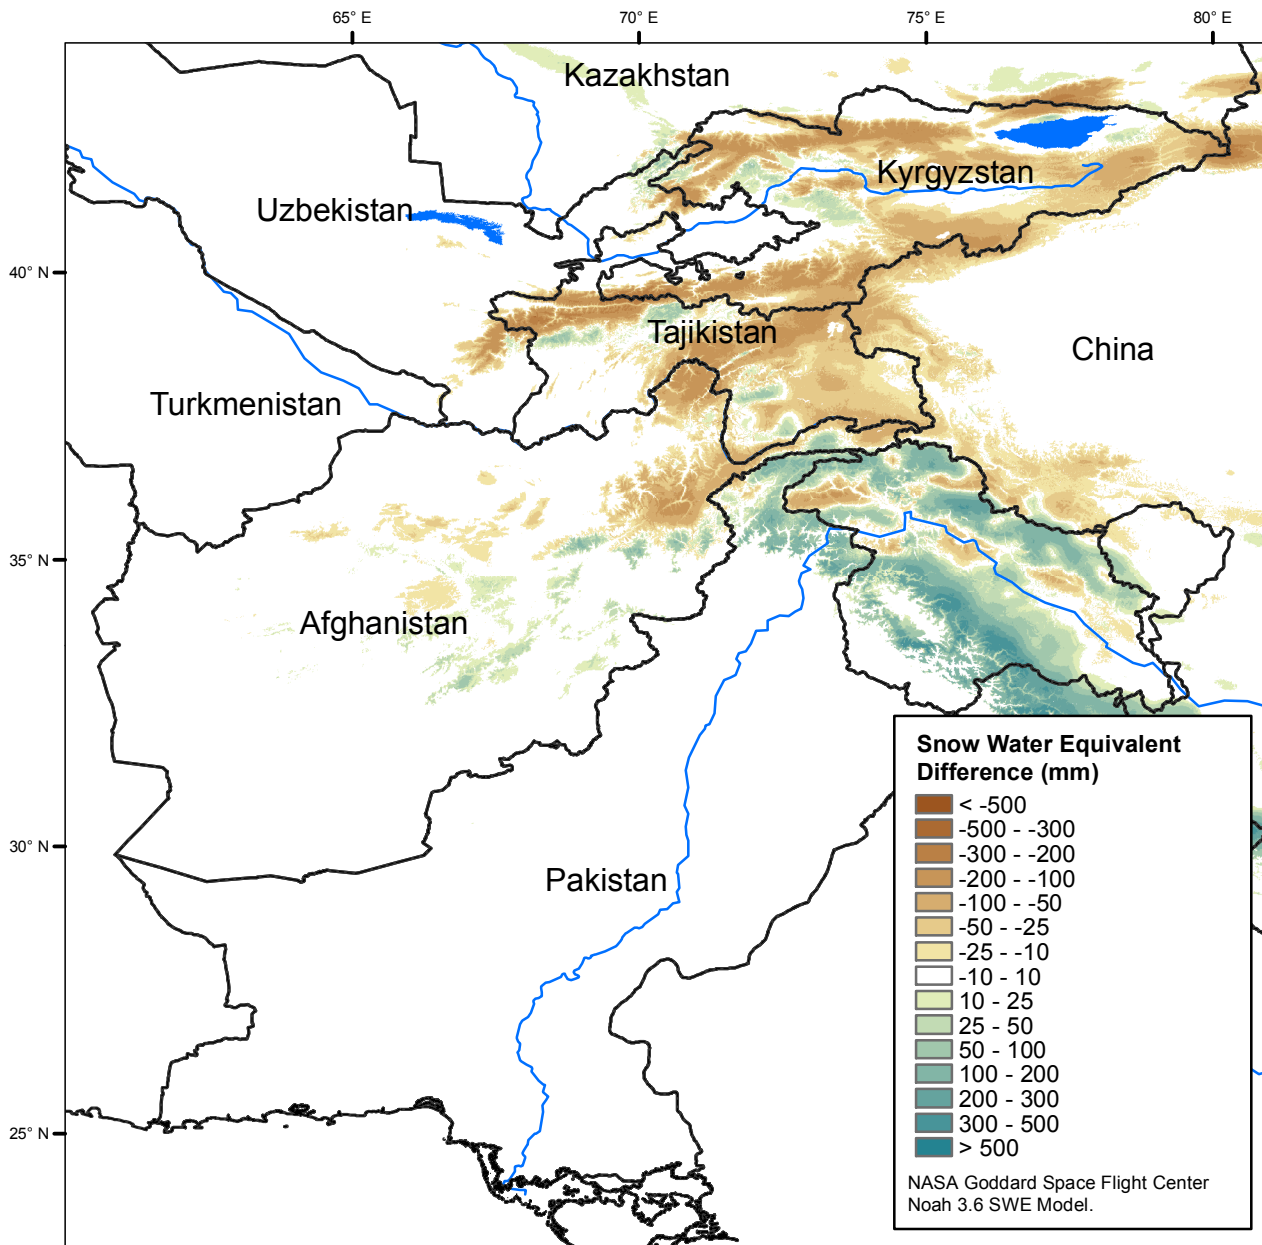 65° E
70° E
75° E
80° E
Kazakhstan
Kyrgyzstan
Uzbekistan
40° N
Tajikistan
China
Turkmenistan
35° N
Afghanistan
30° N
Pakistan
25° N
Snow Water Equivalent
Difference (mm)
< -500
-500 - -300
-300 - -200
-200 - -100
-100 - -50
-50 - -25
-25 - -10
-10 - 10
10 - 25
25 - 50
50 - 100
100 - 200
200 - 300
300 - 500
> 500
NASA Goddard Space Flight Center
Noah 3.6 SWE Model.